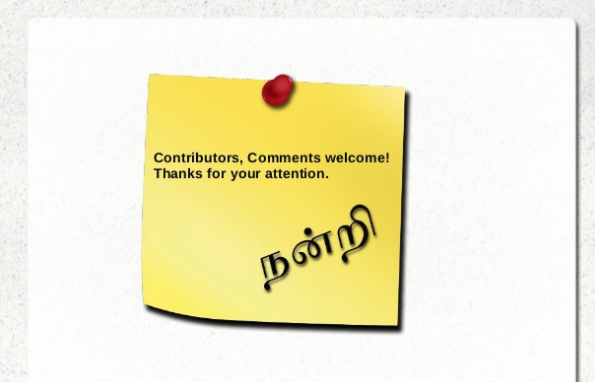 Contributors, Comments welcome!
Thanks for your attention.
நன்றி